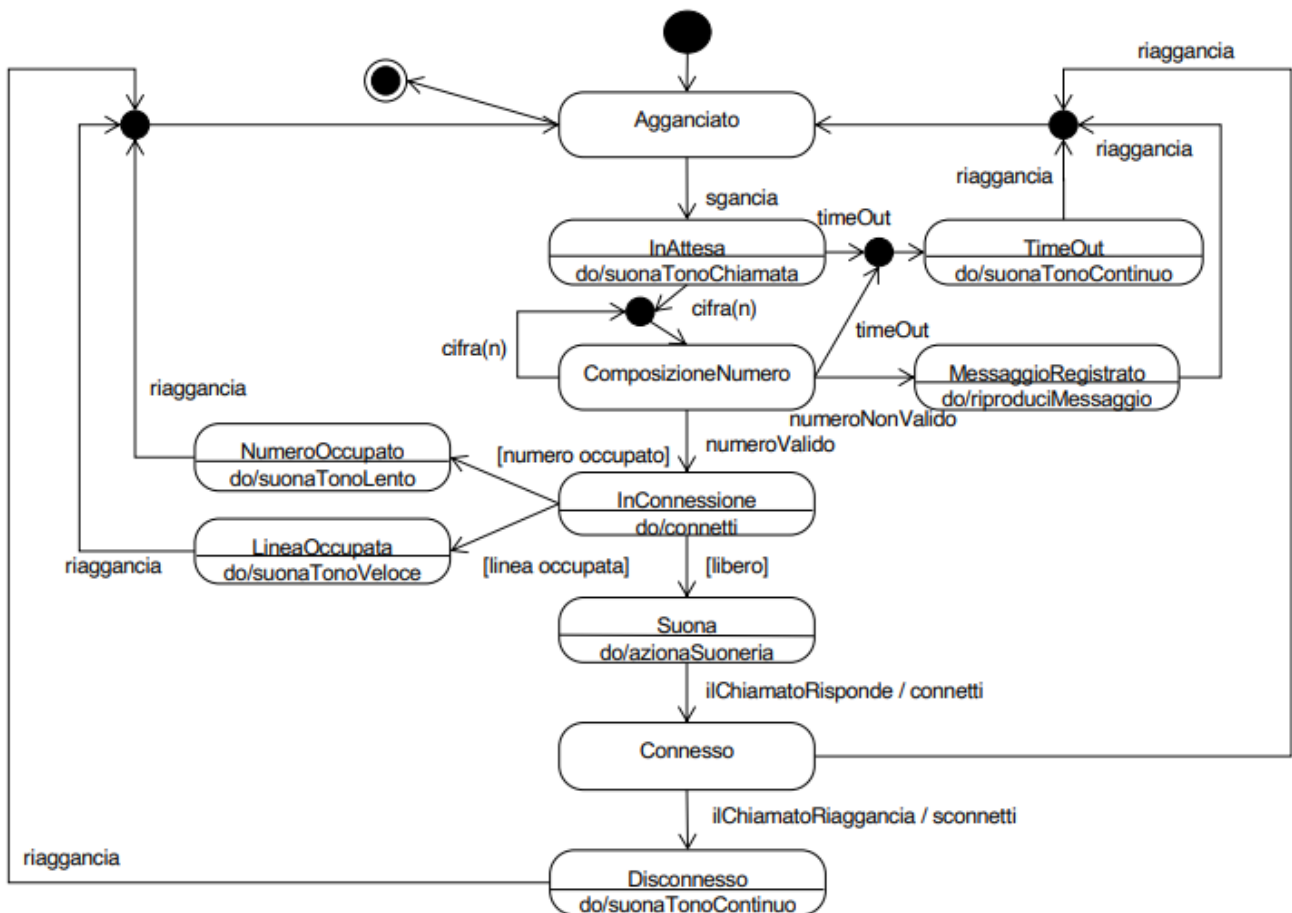 riaggancia
Agganciato
riaggancia
riaggancia
sgancia
timeOut
InAttesa
do/suonaTonoChiamata
TimeOut
do/suonaTonoContinuo
cifra(n)
cifra(n)
timeOut
ComposizioneNumero
MessaggioRegistrato
do/riproduciMessaggio
riaggancia
numeroNonValido
numeroValido
NumeroOccupato
do/suonaTonoLento
[numero occupato]
InConnessione
do/connetti
LineaOccupata
do/suonaTonoVeloce
riaggancia
[linea occupata]
[libero]
Suona
do/azionaSuoneria
ilChiamatoRisponde / connetti
Connesso
ilChiamatoRiaggancia / sconnetti
riaggancia
Disconnesso
do/suonaTonoContinuo